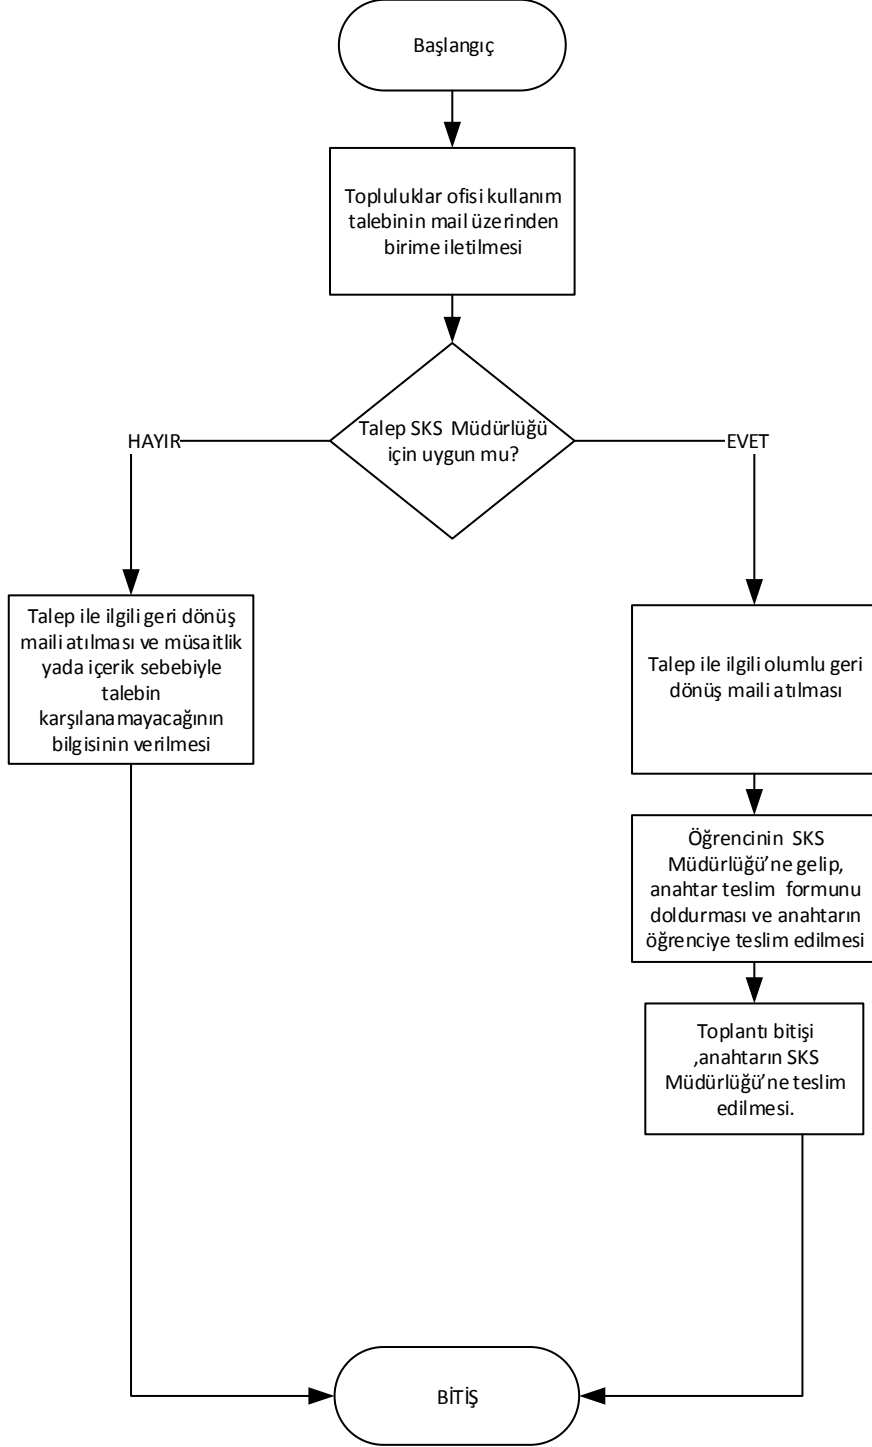 Başlangıç
Topluluklar ofisi kullanım
talebinin mail üzerinden
birime iletilmesi
Talep SKS Müdürlüğü
için uygun mu?
HAYIR
EVET
Talep ile ilgili geri dönüş
maili atılması ve müsaitlik
yada içerik sebebiyle
talebin
karşılanamayacağının
bilgisinin verilmesi
Talep ile ilgili olumlu geri
dönüş maili atılması
Öğrencinin SKS
Müdürlüğü’ne gelip,
anahtar teslim formunu
doldurması ve anahtarın
öğrenciye teslim edilmesi
Toplantı bitişi
,anahtarın SKS
Müdürlüğü’ne teslim
edilmesi.
BİTİŞ